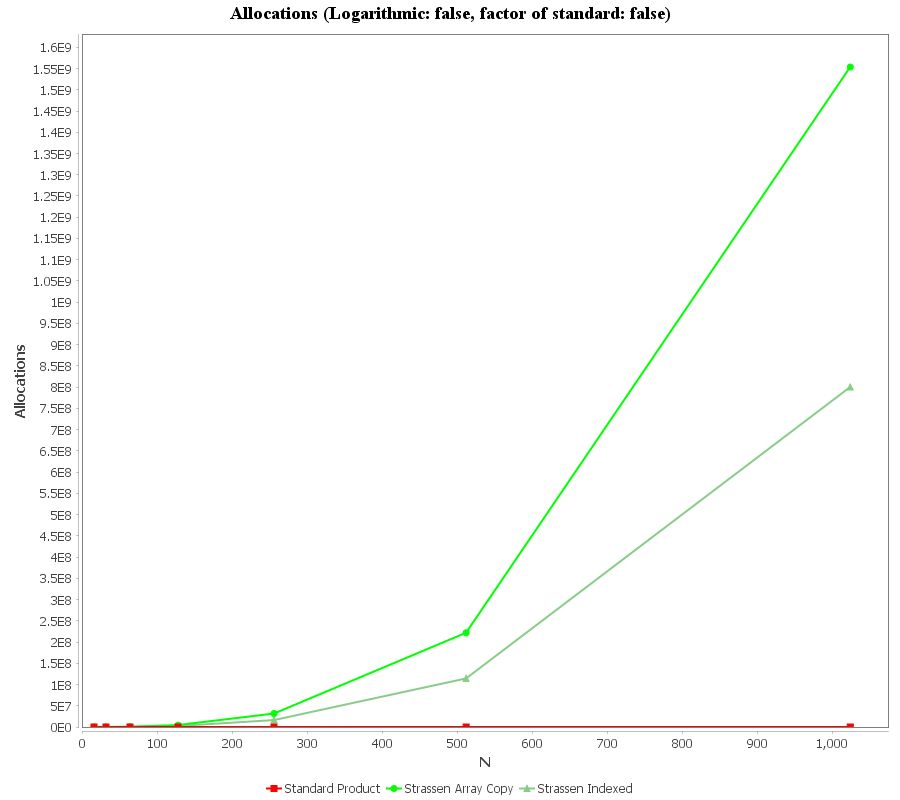 Allocations (Logarithmic: false, factor of standard: false)
1.6E9
1.55E9
1.5E9
1.45E9
1.4E9
1.35E9
1.3E9
1.25E9
1.2E9
1.15E9
1.1E9
1.05E9
1E9
9.5E8
9E8
8.5E8
8E8
7.5E8
7E8
6.5E8
6E8
5.5E8
5E8
4.5E8
4E8
3.5E8
3E8
2.5E8
2E8
1.5E8
1E8
5E7
0E0
Allocations
0 100 200 300 400 500 600 700 800 900 1,000
N
Standard Product Strassen Array Copy Strassen Indexed